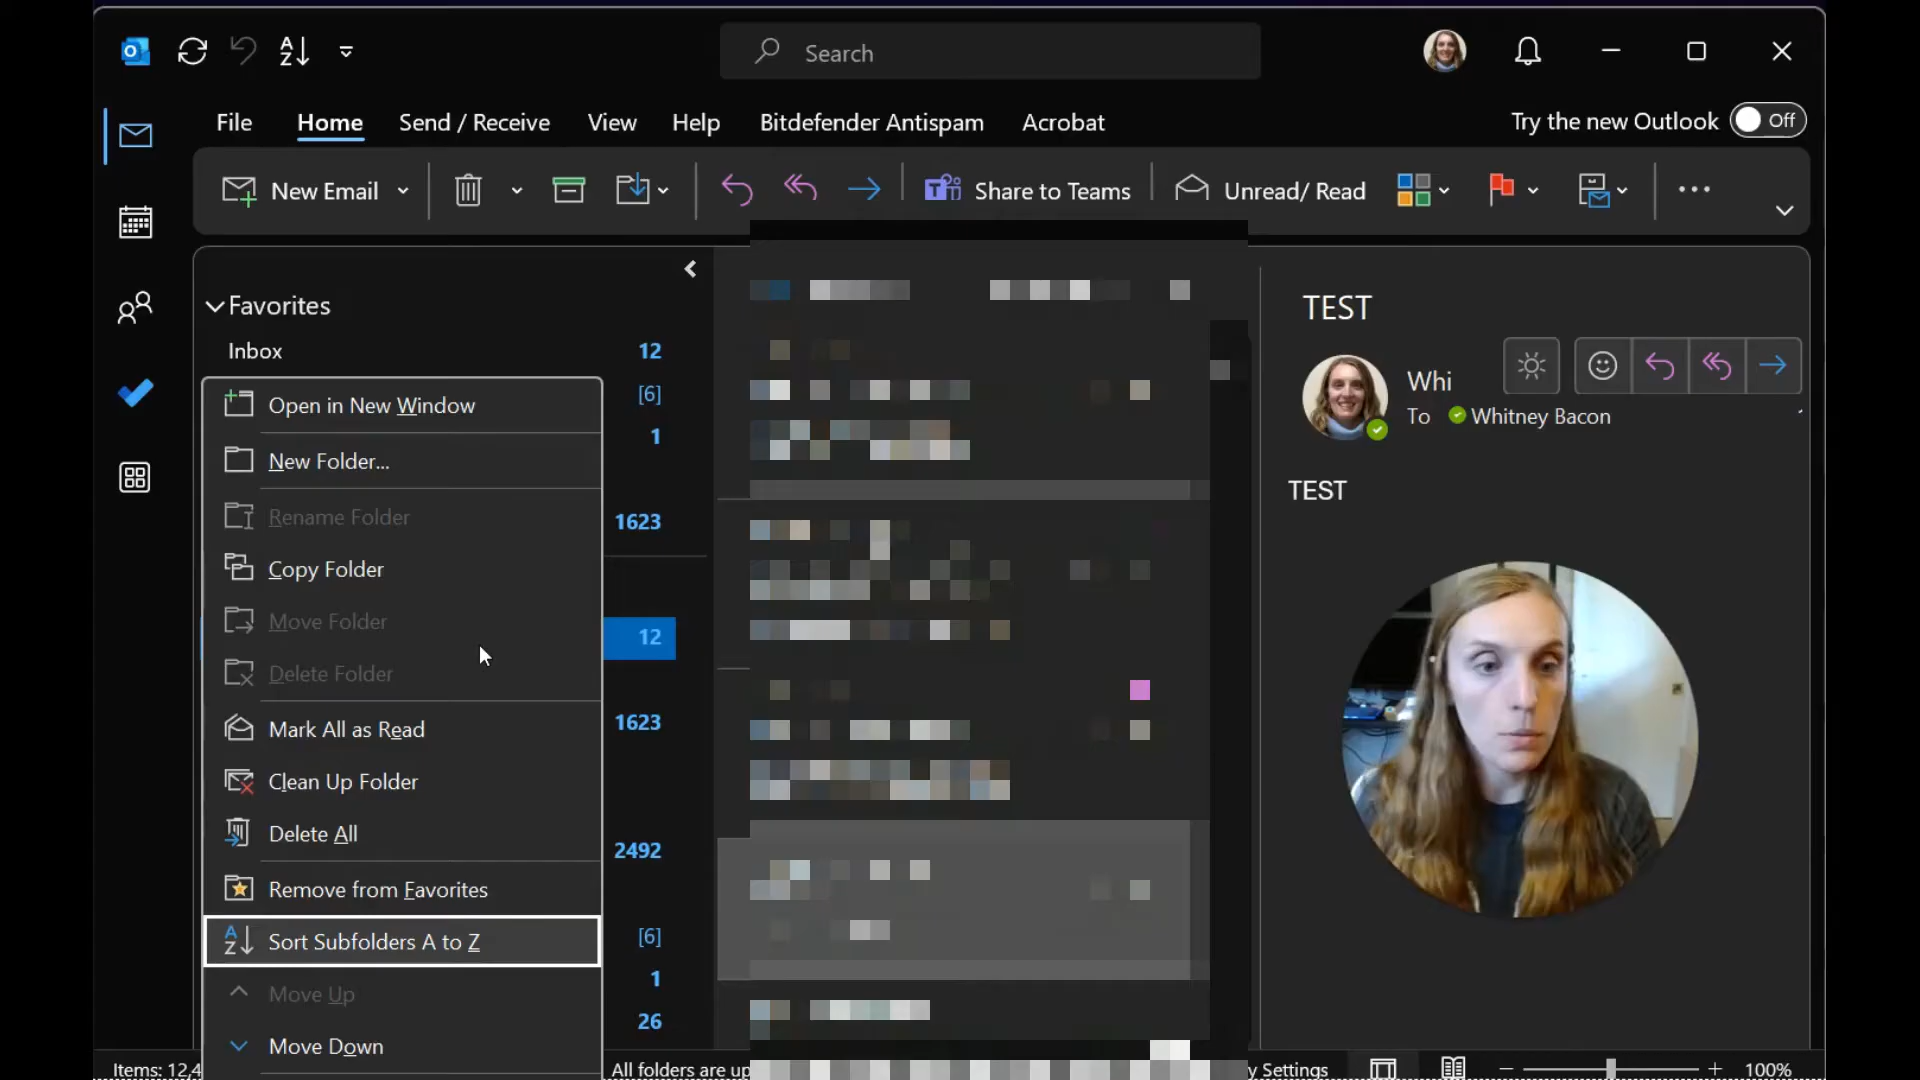 Search
File Home Send / Receive View Help Bitdefender Antispam Acrobat
Try the new Outlook Off
New Email
Share to Teams
Unread/ Read
Favorites
Inbox 12
[6]
1
1623
12
1623
2492
[6]
1
26
Open in New Window
New Folder...
Rename Folder
Copy Folder
Move Folder
Delete Folder
Mark All as Read
Clean Up Folder
Delete All
Remove from Favorites
Sort Subfolders A to Z
Move Up
Move Down
TEST
Whi
To Whitney Bacon
TEST
Items: 12,4
All folders are up
y Settings
100%